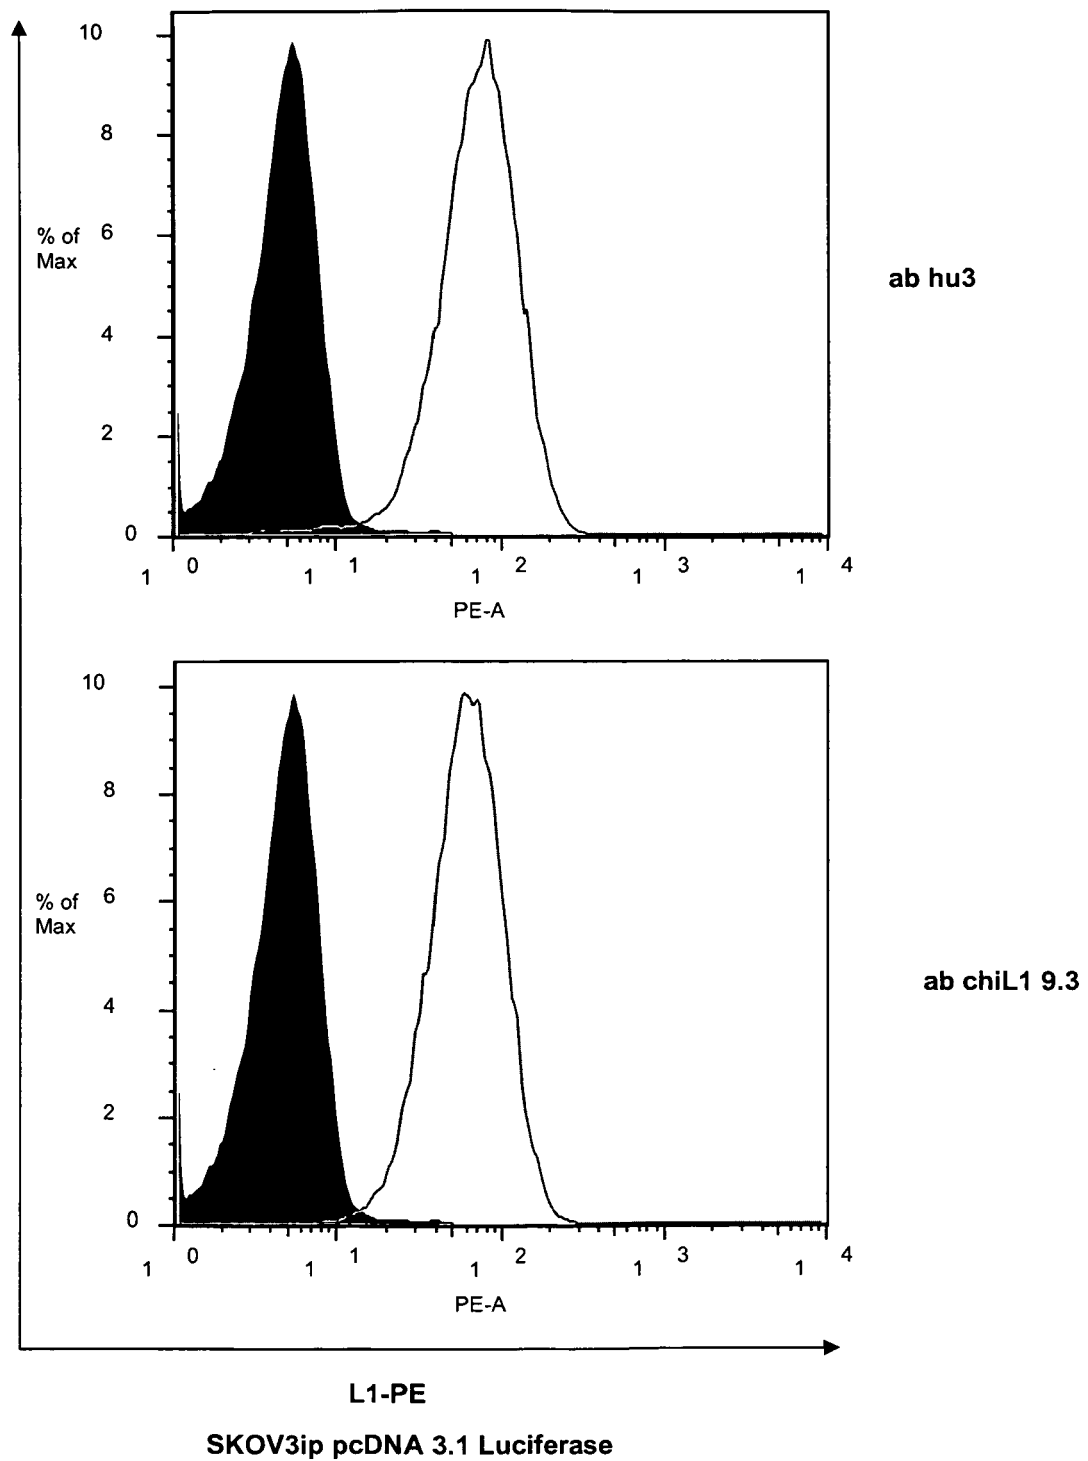 10
8
% of
Max
6
4
2
0
1 0 1 1 1 2 1 3 1 4
PE-A
ab hu3
10
8
% of
Max
6
4
2
0
1 0 1 1 1 2 1 3 1 4
PE-A
ab chiL1 9.3
L1-PE
SKOV3ip pcDNA 3.1 Luciferase